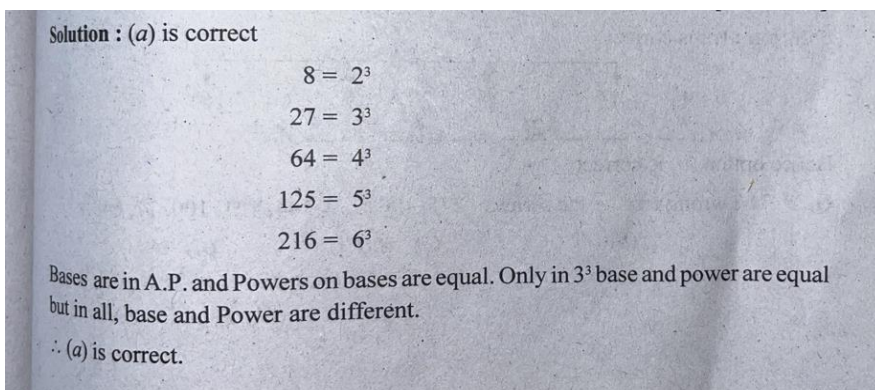 Solution : (a) is correct
8 = 2³
27 = 3³
64 = 4³
125 = 5³
216 = 6³
Bases are in A.P. and Powers on bases are equal. Only in 3³ base and power are equal
but in all, base and Power are different.
∴ (a) is correct.